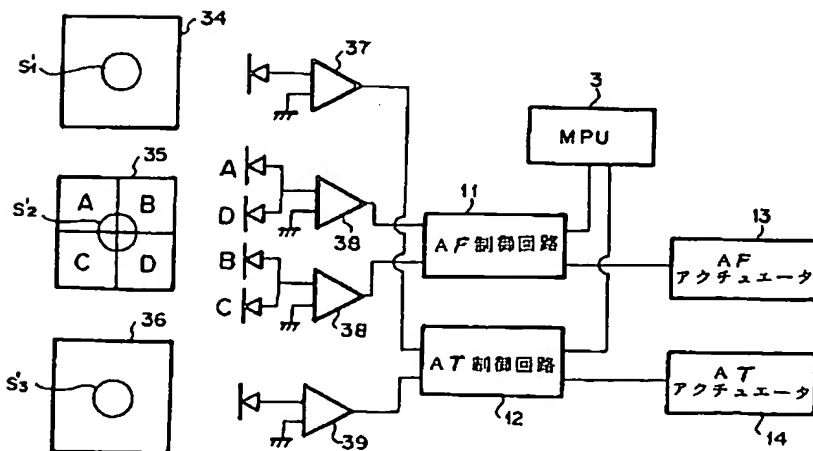 34
S'1
37
3
MPU
35
A B
S'2
C D
A
D
38
B
C
38
11
AF制御回路
13
AF
アクチュエータ
36
S'3
39
AT制御回路
12
AT
アクチュエータ
14